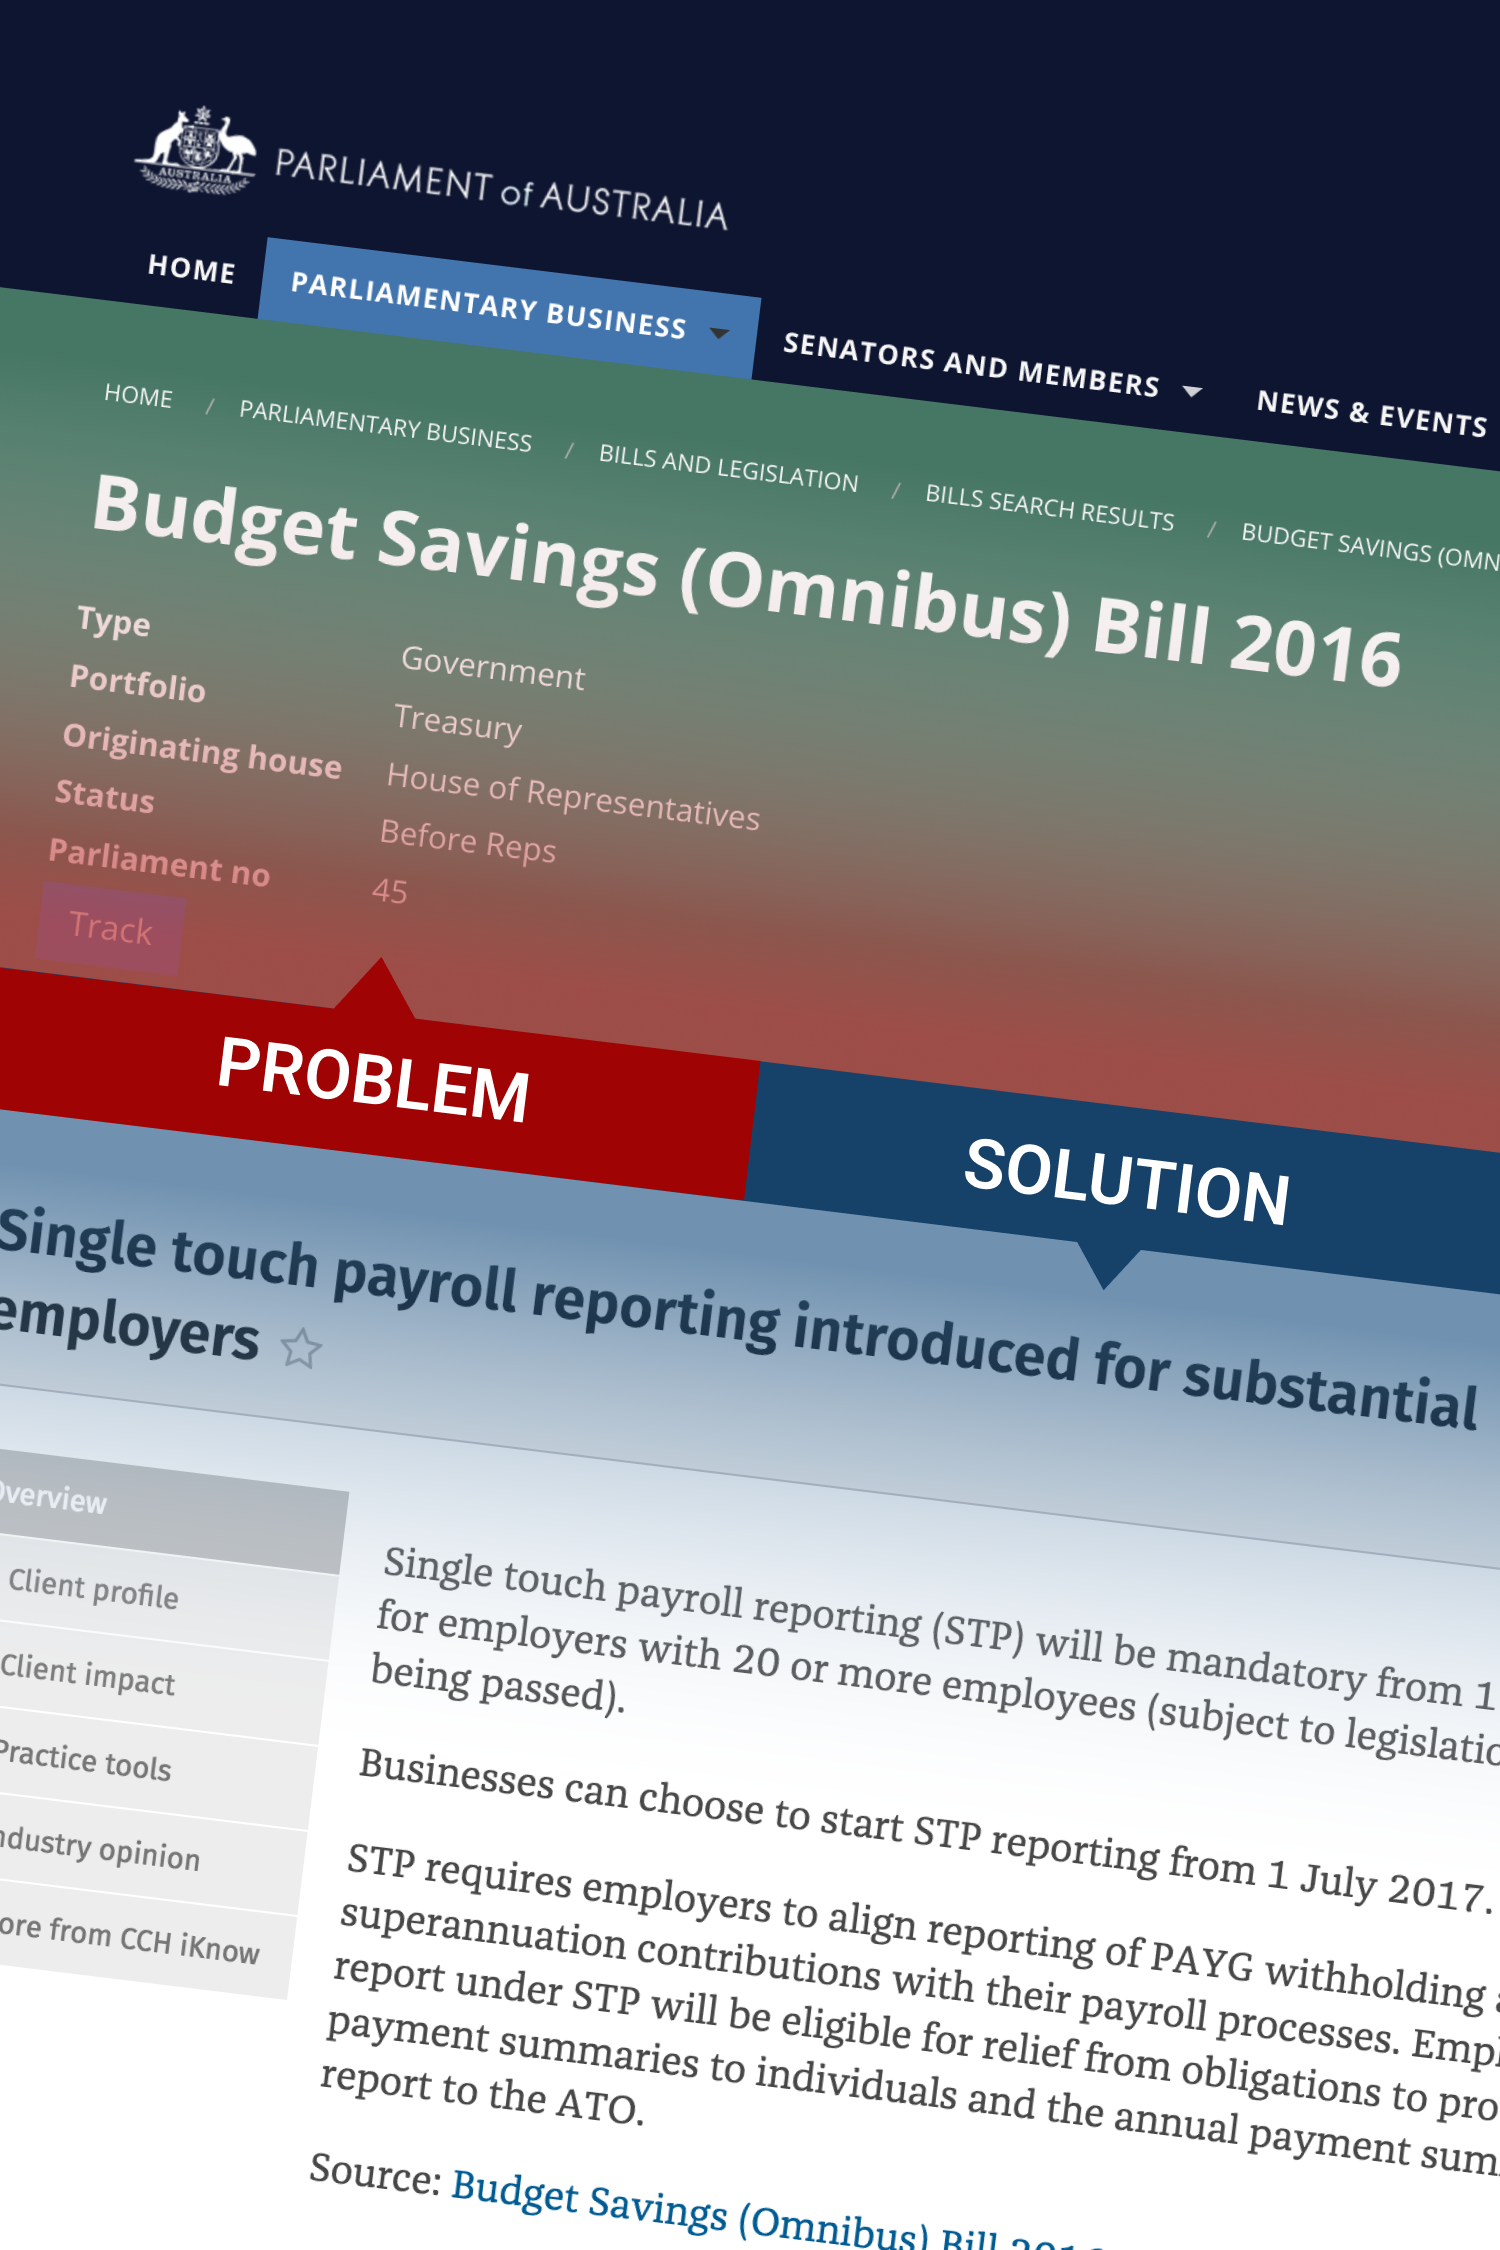 AUSTRALIA
PARLIAMENT of AUSTRALIA
HOME
PARLIAMENTARY BUSINESS
SENATORS AND MEMBERS
NEWS & EVENTS
HOME / PARLIAMENTARY BUSINESS / BILLS AND LEGISLATION / BILLS SEARCH RESULTS / BUDGET SAVINGS (OMN
Budget Savings (Omnibus) Bill 2016
Type Government
Portfolio Treasury
Originating house House of Representatives
Status Before Reps
Parliament no 45
Track
PROBLEM
SOLUTION
Single touch payroll reporting introduced for substantial
employers
Overview
Client profile
Client impact
Practice tools
ndustry opinion
ore from CCH iKnow
Single touch payroll reporting (STP) will be mandatory from 1
for employers with 20 or more employees (subject to legislatio
being passed).
Businesses can choose to start STP reporting from 1 July 2017.
STP requires employers to align reporting of PAYG withholding
superannuation contributions with their payroll processes. Empl
report under STP will be eligible for relief from obligations to pro
payment summaries to individuals and the annual payment sum
report to the ATO.
Source: Budget Savings (Omnibus) Bill 2016